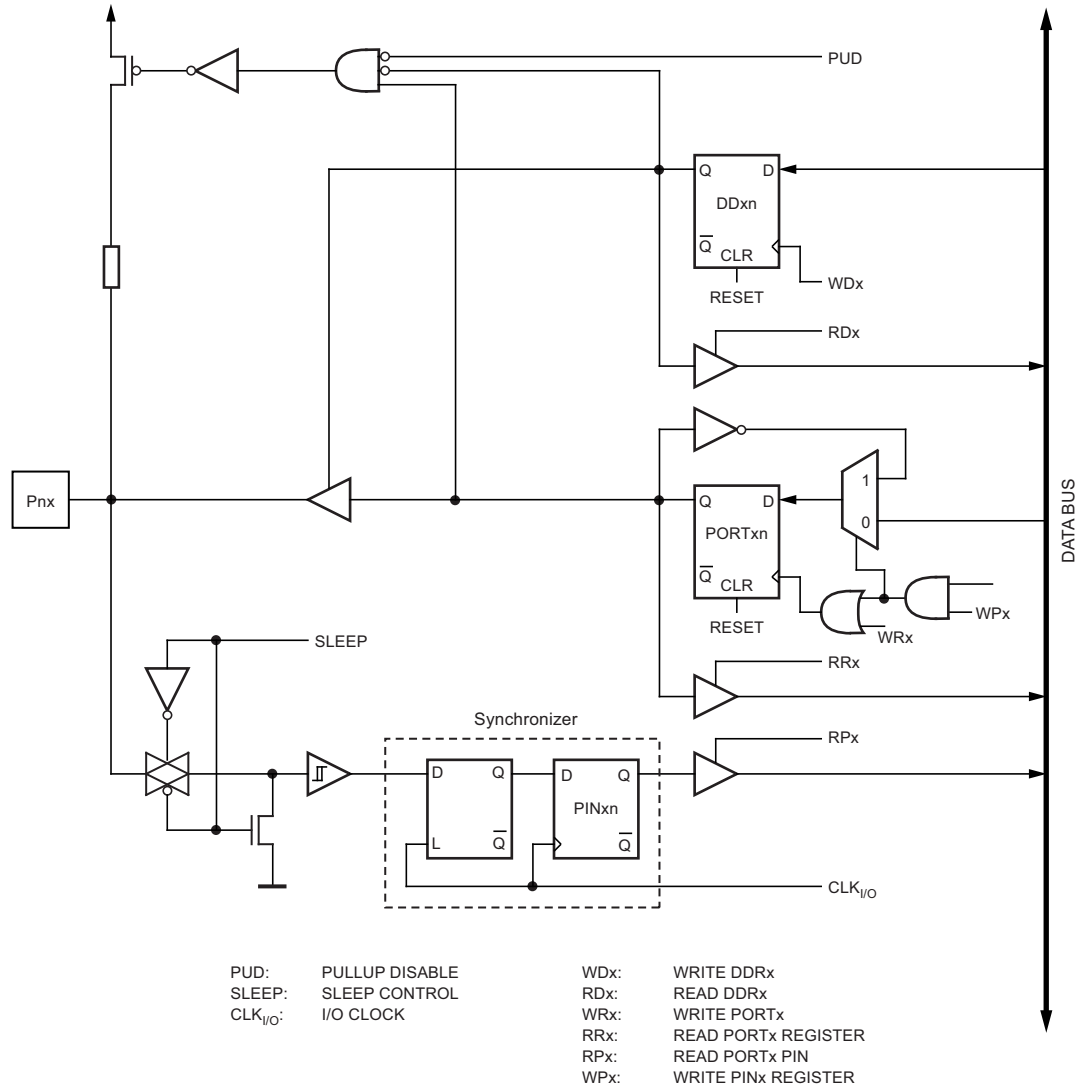 PUD
Q D
DDxn
Q
CLR
RESET
WDx
RDx
Pnx
1
0
Q D
PORTxn
Q
CLR
RESET
WRx
WPx
DATA BUS
SLEEP
RRx
Synchronizer
RPx
D Q
L Q
D Q
PINxn
Q
CLKI/O
PUD: PULLUP DISABLE
SLEEP: SLEEP CONTROL
CLKI/O: I/O CLOCK
WDx: WRITE DDRx
RDx: READ DDRx
WRx: WRITE PORTx
RRx: READ PORTx REGISTER
RPx: READ PORTx PIN
WPx: WRITE PINx REGISTER